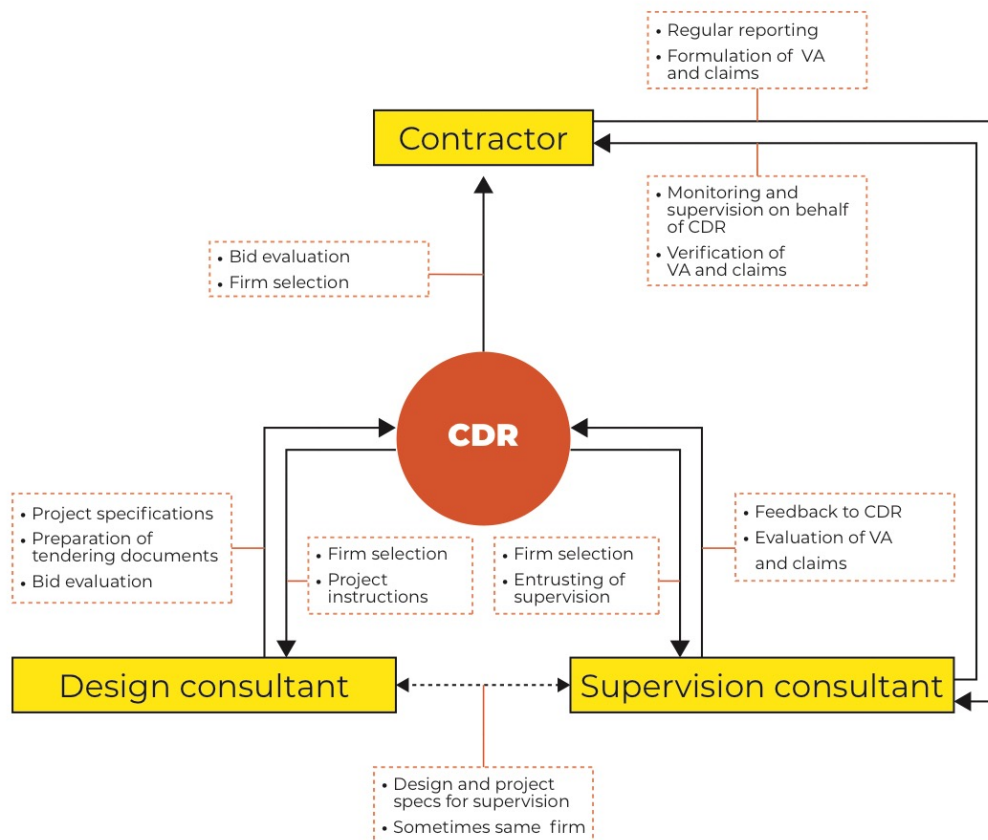 • Regular reporting
• Formulation of VA
and claims
Contractor
• Monitoring and
supervision on behalf
of CDR
• Verification of
VA and claims
• Bid evaluation
• Firm selection
CDR
• Project specifications
• Preparation of
tendering documents
• Bid evaluation
• Firm selection
• Project
instructions
• Firm selection
• Entrusting of
supervision
• Feedback to CDR
• Evaluation of VA
and claims
Design consultant
Supervision consultant
• Design and project
specs for supervision
• Sometimes same firm